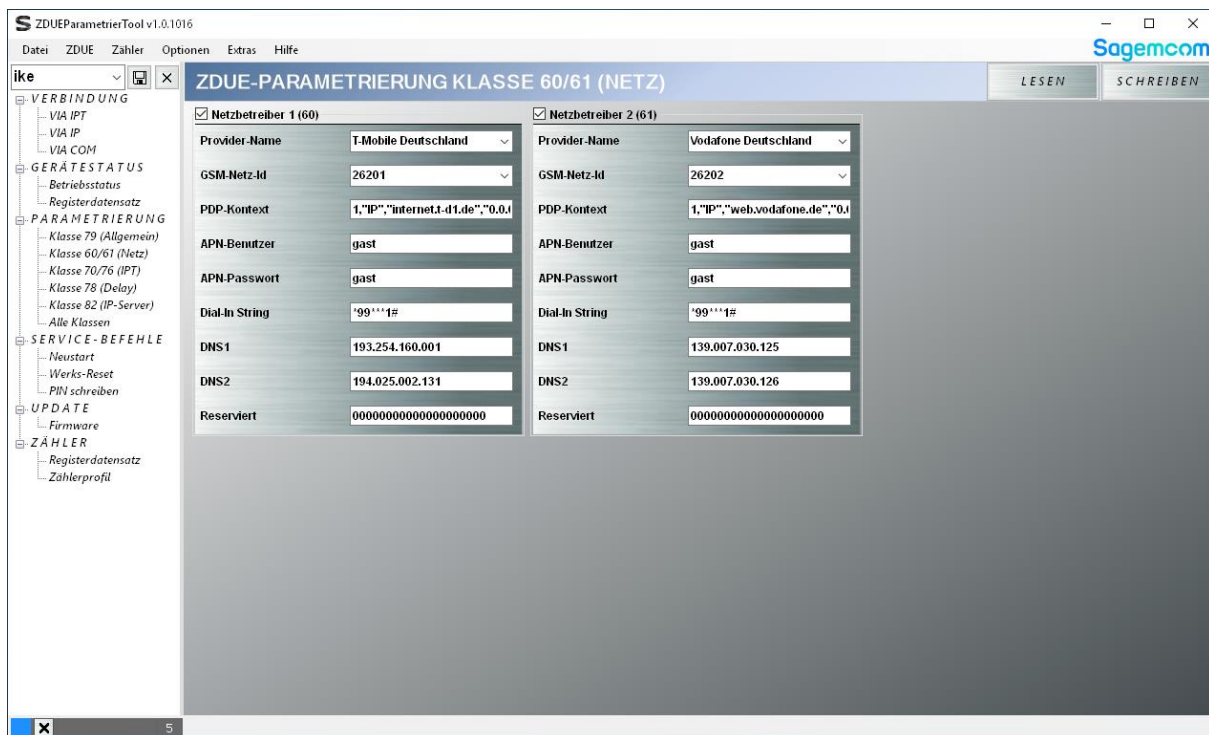 ZDUEParametrierTool v1.0.1016
Datei ZDUE Zähler Optionen Extras Hilfe
Sagemcom
ike
ZDUE-PARAMETRIERUNG KLASSE 60/61 (NETZ)
LESEN
SCHREIBEN
VERBINDUNG
VIA IPT
VIA IP
VIA COM
GERÄTESTATUS
Betriebsstatus
Registerdatensatz
PARAMETRIERUNG
Klasse 79 (Allgemein)
Klasse 60/61 (Netz)
Klasse 70/76 (IPT)
Klasse 78 (Delay)
Klasse 82 (IP-Server)
Alle Klassen
SERVICE-BEFEHLE
Neustart
Werks-Reset
PIN schreiben
UPDATE
Firmware
ZÄHLER
Registerdatensatz
Zählerprofil
Netzbetreiber 1 (60)
Provider-Name T-Mobile Deutschland
GSM-Netz-Id 26201
PDP-Kontext 1,"IP","internet.t-d1.de","0.0.
APN-Benutzer gast
APN-Passwort gast
Dial-In String *99***1#
DNS1 193.254.160.001
DNS2 194.025.002.131
Reserviert 00000000000000000000
Netzbetreiber 2 (61)
Provider-Name Vodafone Deutschland
GSM-Netz-Id 26202
PDP-Kontext 1,"IP","web.vodafone.de","0.
APN-Benutzer gast
APN-Passwort gast
Dial-In String *99***1#
DNS1 139.007.030.125
DNS2 139.007.030.126
Reserviert 00000000000000000000
5